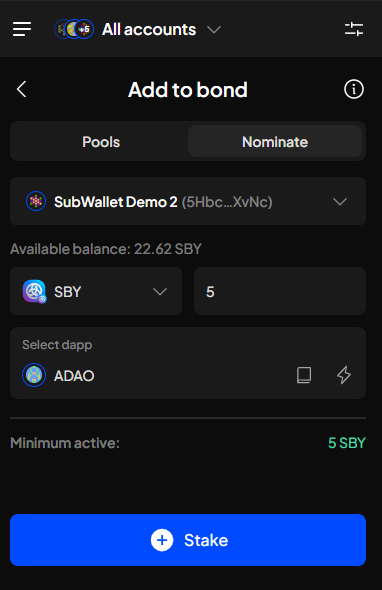 +5 All accounts
Add to bond
Pools Nominate
SubWallet Demo 2 (5Hbc...XvNc)
Available balance: 22.62 SBY
SBY 5
Select dapp
ADAO
Minimum active: 5 SBY
Stake